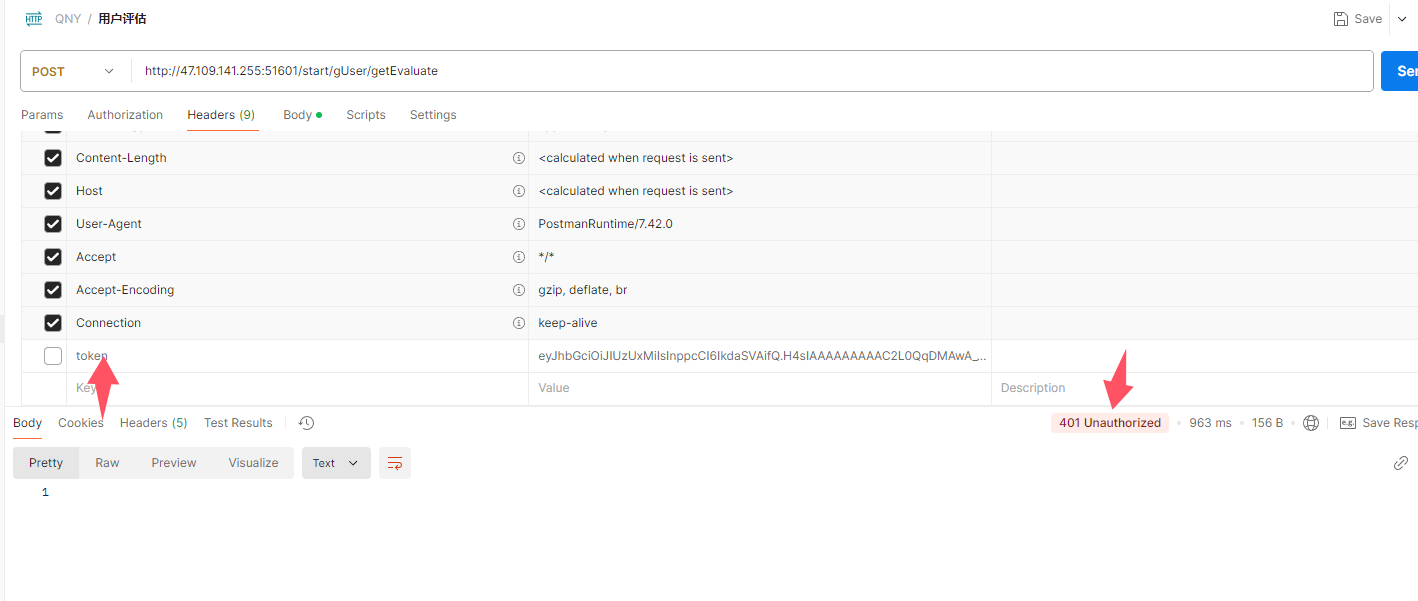 HTTP QNY / 用户评估 Save
POST http://47.109.141.255:51601/start/gUser/getEvaluate Ser
Params Authorization Headers (9) Body Scripts Settings
Content-Length <calculated when request is sent>
Host <calculated when request is sent>
User-Agent PostmanRuntime/7.42.0
Accept */*
Accept-Encoding gzip, deflate, br
Connection keep-alive
token eyJhbGciOiJIUzUxMiIsInppcCI6IkdaSVAifQ.H4sIAAAAAAAAAC2L0QqDMAwA_...
Key Value Description
Body Cookies Headers (5) Test Results 401 Unauthorized 963 ms 156 B e.g. Save Resp
Pretty Raw Preview Visualize Text
1